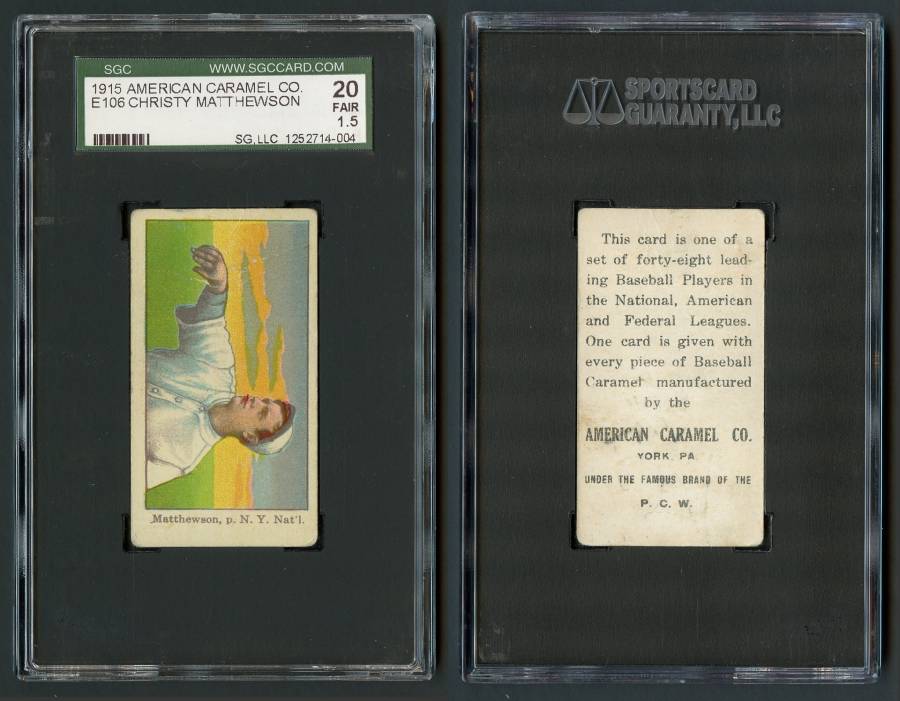 SGC WWW.SGCCARD.COM
1915 AMERICAN CARAMEL CO. 20
E106 CHRISTY MATTHEWSON FAIR
1.5
SG, LLC 1252714-004
Matthewson, p. N. Y. Nat'l.
SPORTSCARD
GUARANTY, LLC
This card is one of a
set of forty-eight lead-
ing Baseball Players in
the National, American
and Federal Leagues.
One card is given with
every piece of Baseball
Caramel manufactured
by the
AMERICAN CARAMEL CO.
YORK, PA
UNDER THE FAMOUS BRAND OF THE
P. C. W.